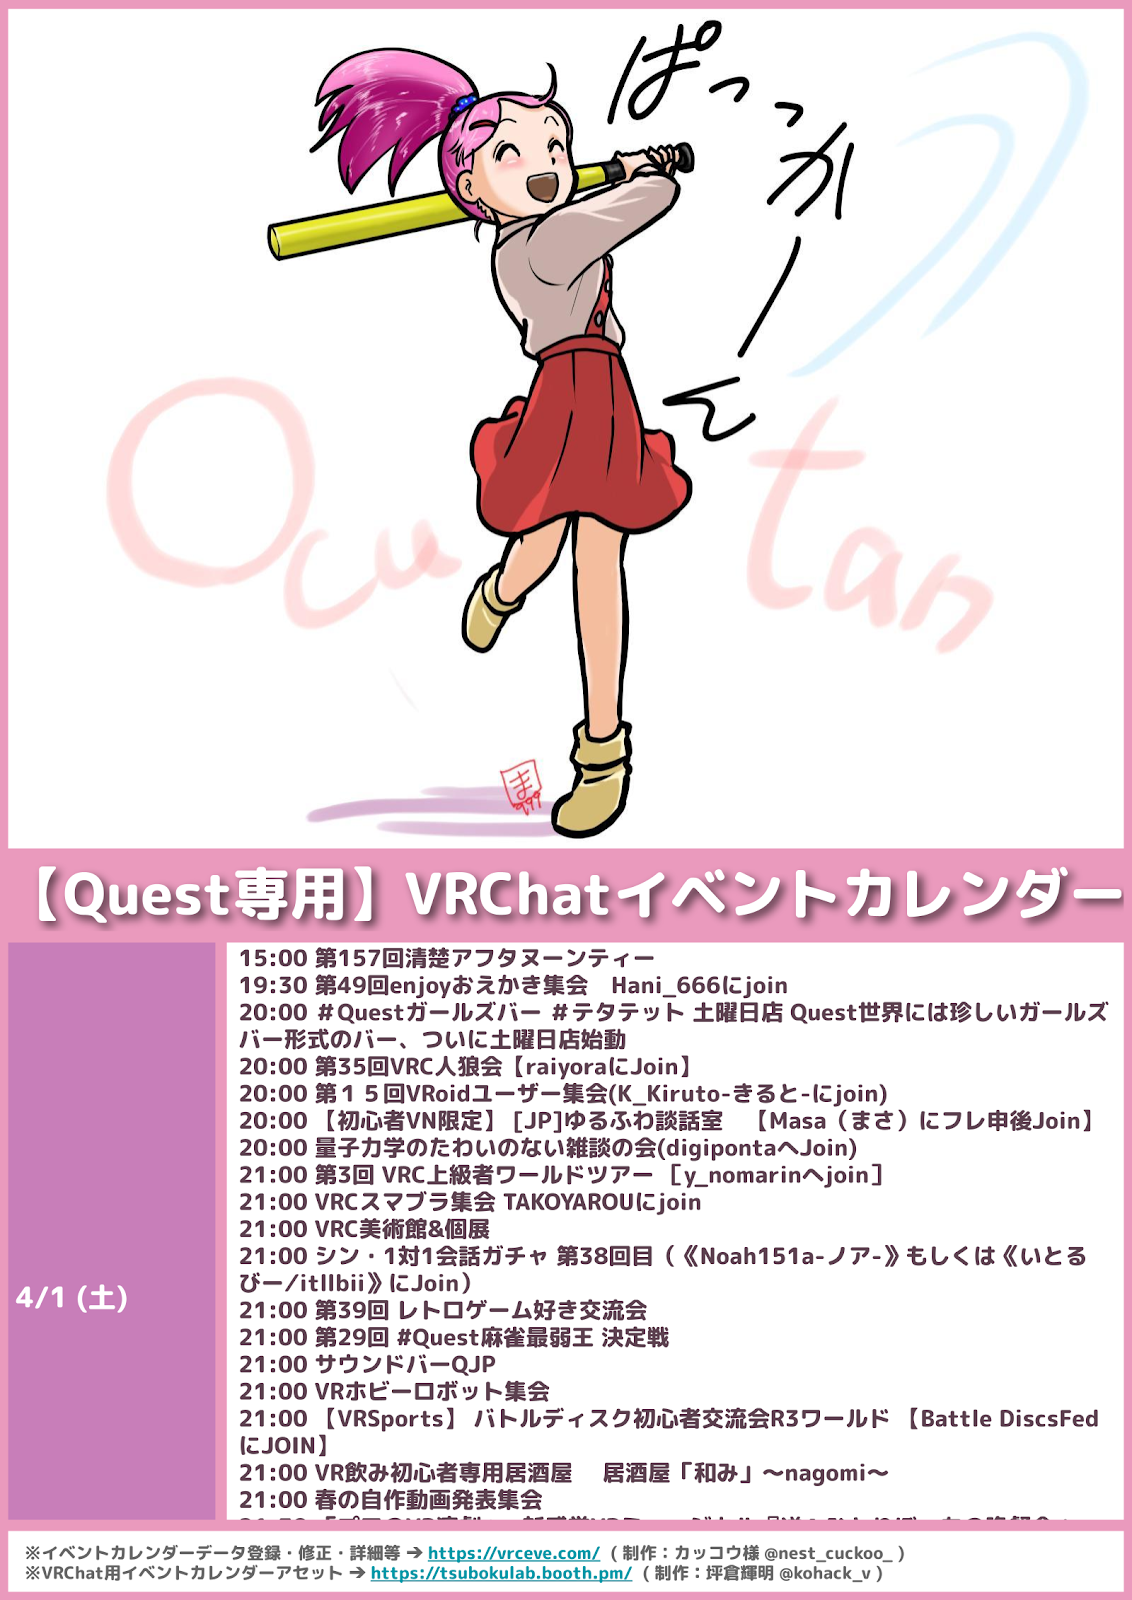 ぱっっかーん
Ocu tan
ま
999
【Quest専用】VRChatイベントカレンダー
4/1 (土)
15:00 第157回清楚アフタヌーンティー
19:30 第49回enjoyおえかき集会　Hani_666にjoin
20:00 ＃Questガールズバー ＃テタテット 土曜日店 Quest世界には珍しいガールズ
バー形式のバー、ついに土曜日店始動
20:00 第35回VRC人狼会【raiyoraにJoin】
20:00 第１５回VRoidユーザー集会(K_Kiruto-きると-にjoin)
20:00 【初心者VN限定】 [JP]ゆるふわ談話室　【Masa（まさ）にフレ申後Join】
20:00 量子力学のたわいのない雑談の会(digipontaへJoin)
21:00 第3回 VRC上級者ワールドツアー ［y_nomarinへjoin］
21:00 VRCスマブラ集会 TAKOYAROUにjoin
21:00 VRC美術館&個展
21:00 シン・1対1会話ガチャ 第38回目（《Noah151a-ノア-》もしくは《いとる
びー/itllbii》にJoin）
21:00 第39回 レトロゲーム好き交流会
21:00 第29回 #Quest麻雀最弱王 決定戦
21:00 サウンドバーQJP
21:00 VRホビーロボット集会
21:00 【VRSports】 バトルディスク初心者交流会R3ワールド 【Battle DiscsFed
にJOIN】
21:00 VR飲み初心者専用居酒屋　居酒屋「和み」～nagomi～
21:00 春の自作動画発表集会
※イベントカレンダーデータ登録・修正・詳細等 ➔ https://vrceve.com/ （制作：カッコウ様 @nest_cuckoo_ ）
※VRChat用イベントカレンダーアセット ➔ https://tsubokulab.booth.pm/ （制作：坪倉輝明 @kohack_v ）